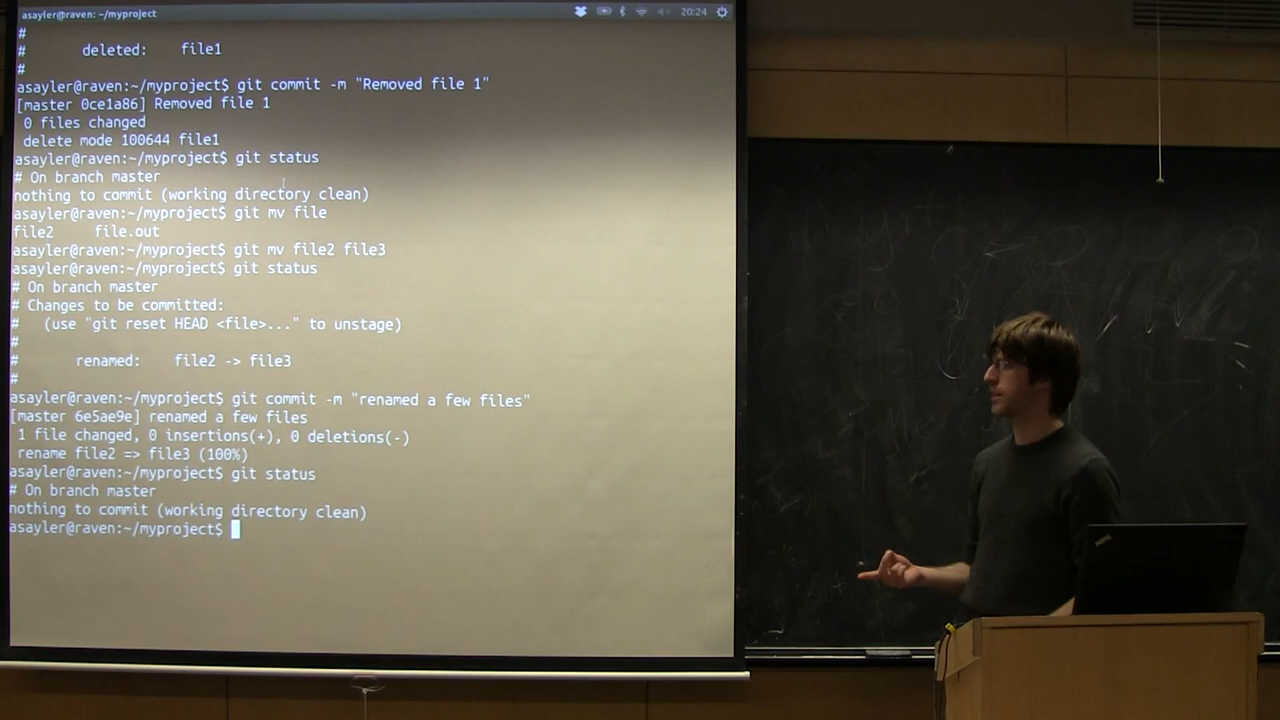 asayler@raven: ~/myproject
20:24
#
#       deleted:    file1
#
asayler@raven:~/myproject$ git commit -m "Removed file 1"
[master 0ce1a86] Removed file 1
0 files changed
delete mode 100644 file1
asayler@raven:~/myproject$ git status
# On branch master
nothing to commit (working directory clean)
asayler@raven:~/myproject$ git mv file
file2     file.out
asayler@raven:~/myproject$ git mv file2 file3
asayler@raven:~/myproject$ git status
# On branch master
# Changes to be committed:
#   (use "git reset HEAD <file>..." to unstage)
#
#       renamed:    file2 -> file3
#
asayler@raven:~/myproject$ git commit -m "renamed a few files"
[master 6e5ae9e] renamed a few files
1 file changed, 0 insertions(+), 0 deletions(-)
rename file2 => file3 (100%)
asayler@raven:~/myproject$ git status
# On branch master
nothing to commit (working directory clean)
asayler@raven:~/myproject$